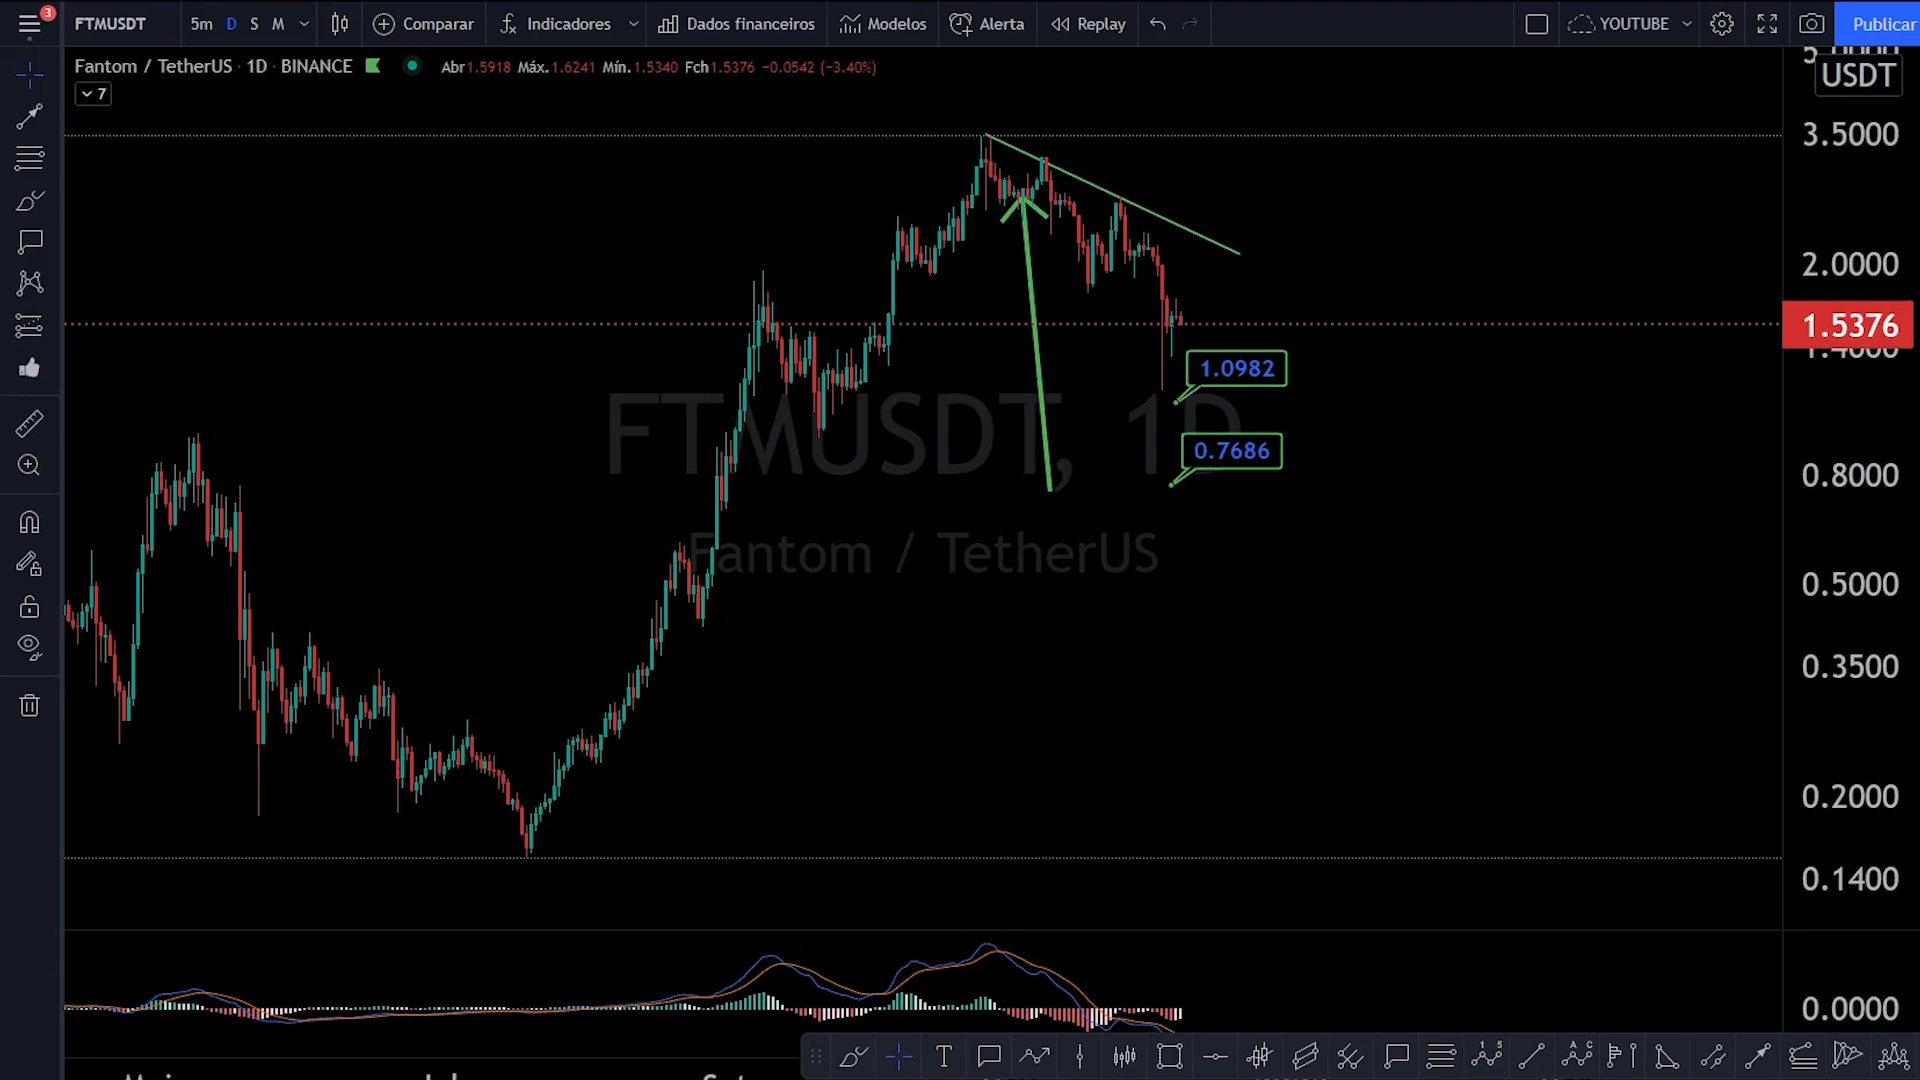 3
FTMUSDT 5m D S M Comparar Indicadores Dados financeiros Modelos Alerta Replay YOUTUBE Publicar
Fantom / TetherUS · 1D · BINANCE Abr1.5918 Máx.1.6241 Mín.1.5340 Fch1.5376 −0.0542 (−3.40%)
USDT
7
3.5000
2.0000
1.5376
1.4000
1.0982
FTMUSDT, 1D
0.7686
0.8000
Fantom / TetherUS
0.5000
0.3500
0.2000
0.1400
0.0000